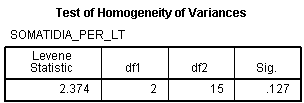 Test of Homogeneity of Variances
SOMATIDIA_PER_LT
Levene Statistic df1 df2 Sig.
2.374 2 15 .127